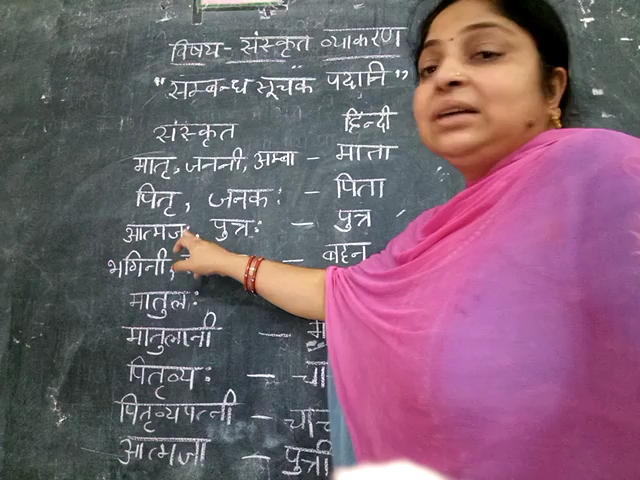 विषय - संस्कृत व्याकरण
"सम्बन्ध सूचक पदानि"
संस्कृत हिन्दी
मातृ, जननी, अम्बा - माता
पितृ, जनक: - पिता
आत्मज:, पुत्र: - पुत्र
भगिनी, - बहन
मातुल:
मातुलानी -
पितृव्य: -
पितृव्यपत्नी -
आत्मजा - पुत्री